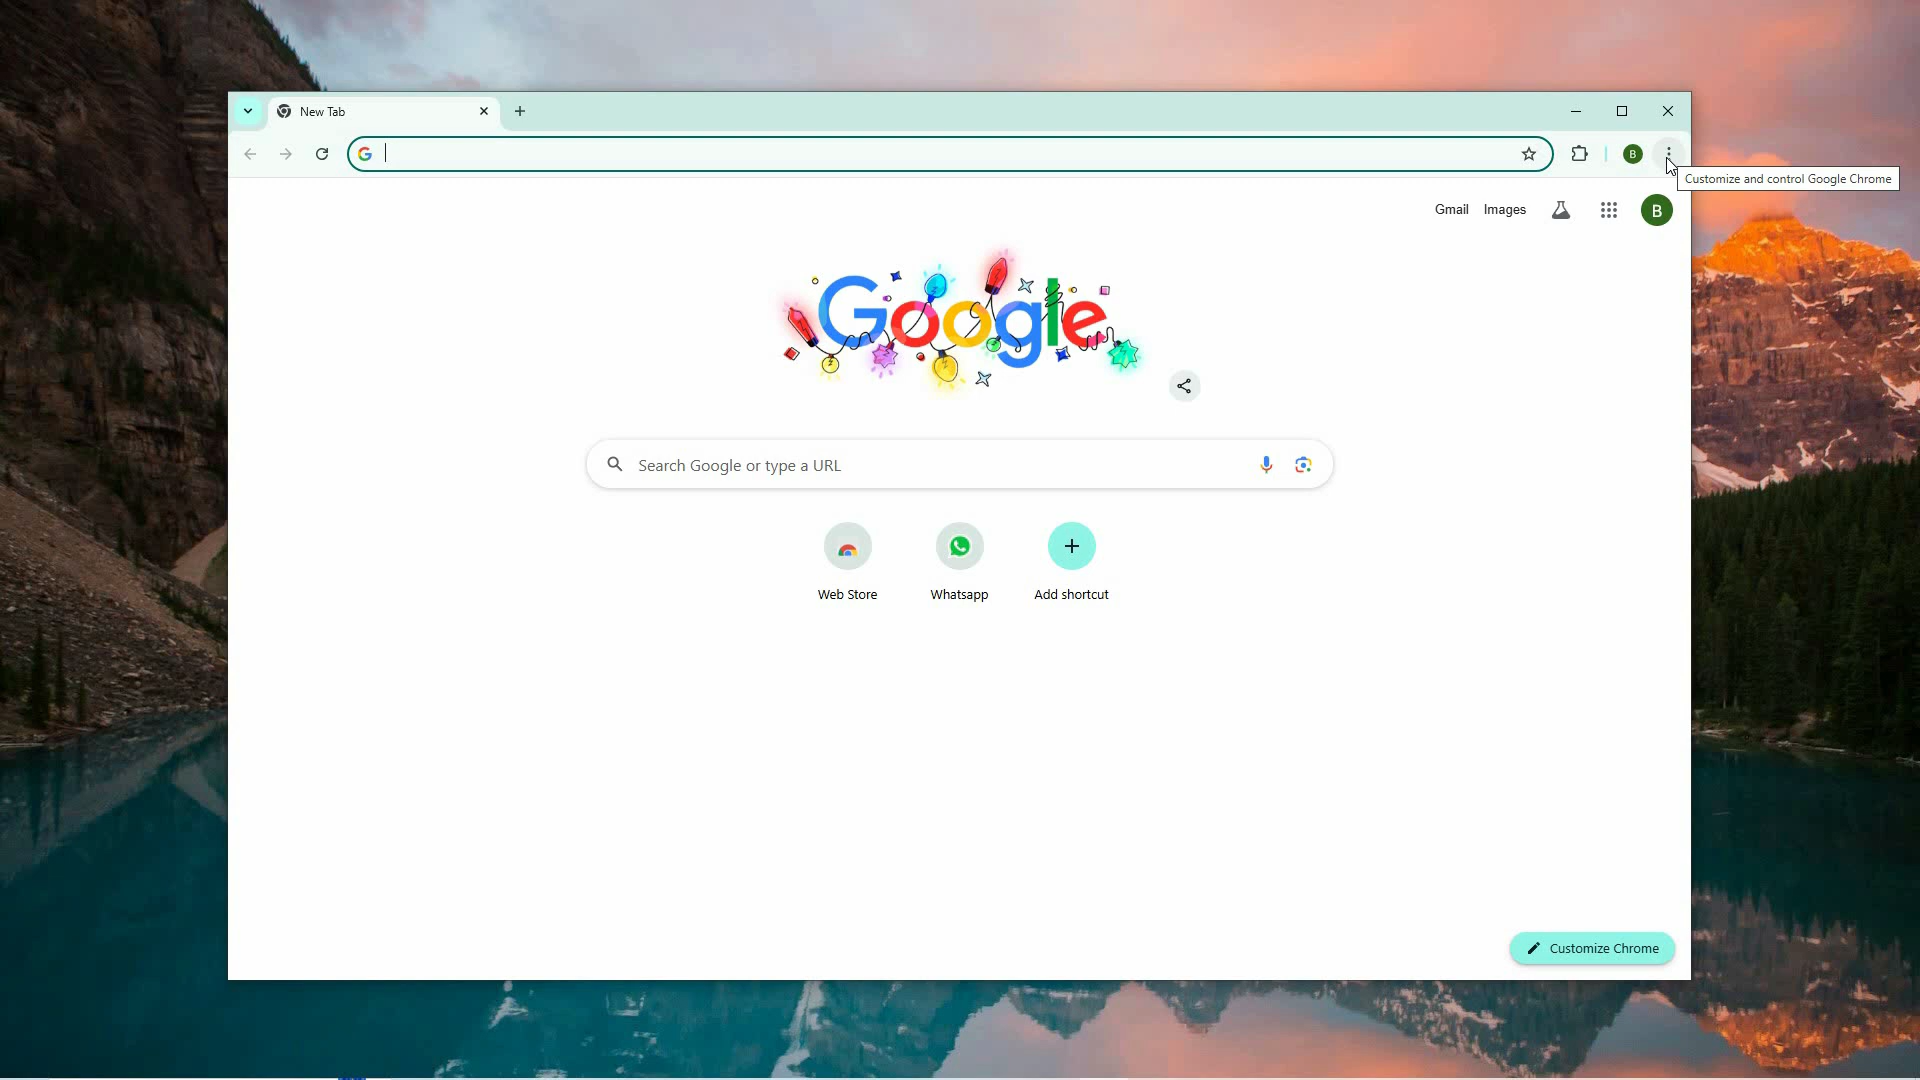 New Tab
B
Customize and control Google Chrome
Gmail Images
B
Google
Search Google or type a URL
Web Store Whatsapp Add shortcut
Customize Chrome